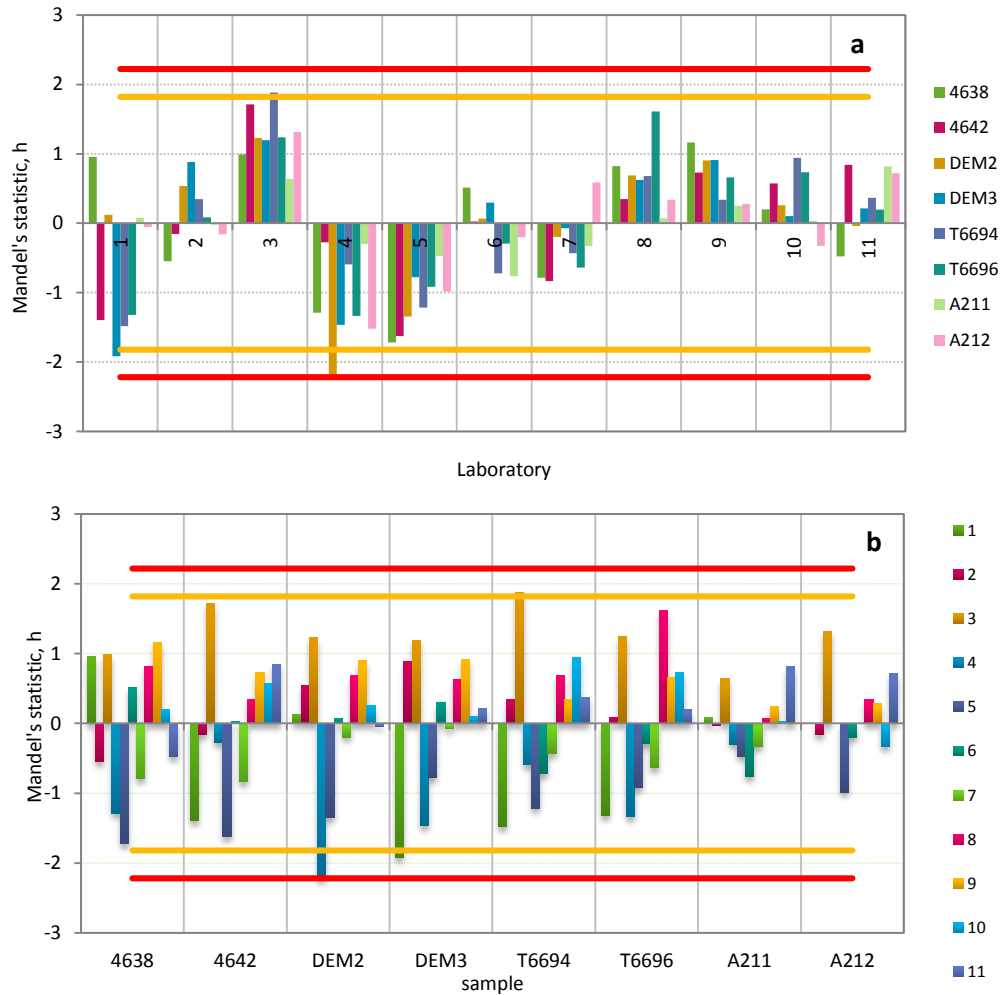 3
a
2
1
0
-1
-2
-3
Mandel's statistic, h
1 2 3 4 5 6 7 8 9 10 11
Laboratory
4638
4642
DEM2
DEM3
T6694
T6696
A211
A212
3
b
2
1
0
-1
-2
-3
Mandel's statistic, h
4638 4642 DEM2 DEM3 T6694 T6696 A211 A212
sample
1
2
3
4
5
6
7
8
9
10
11